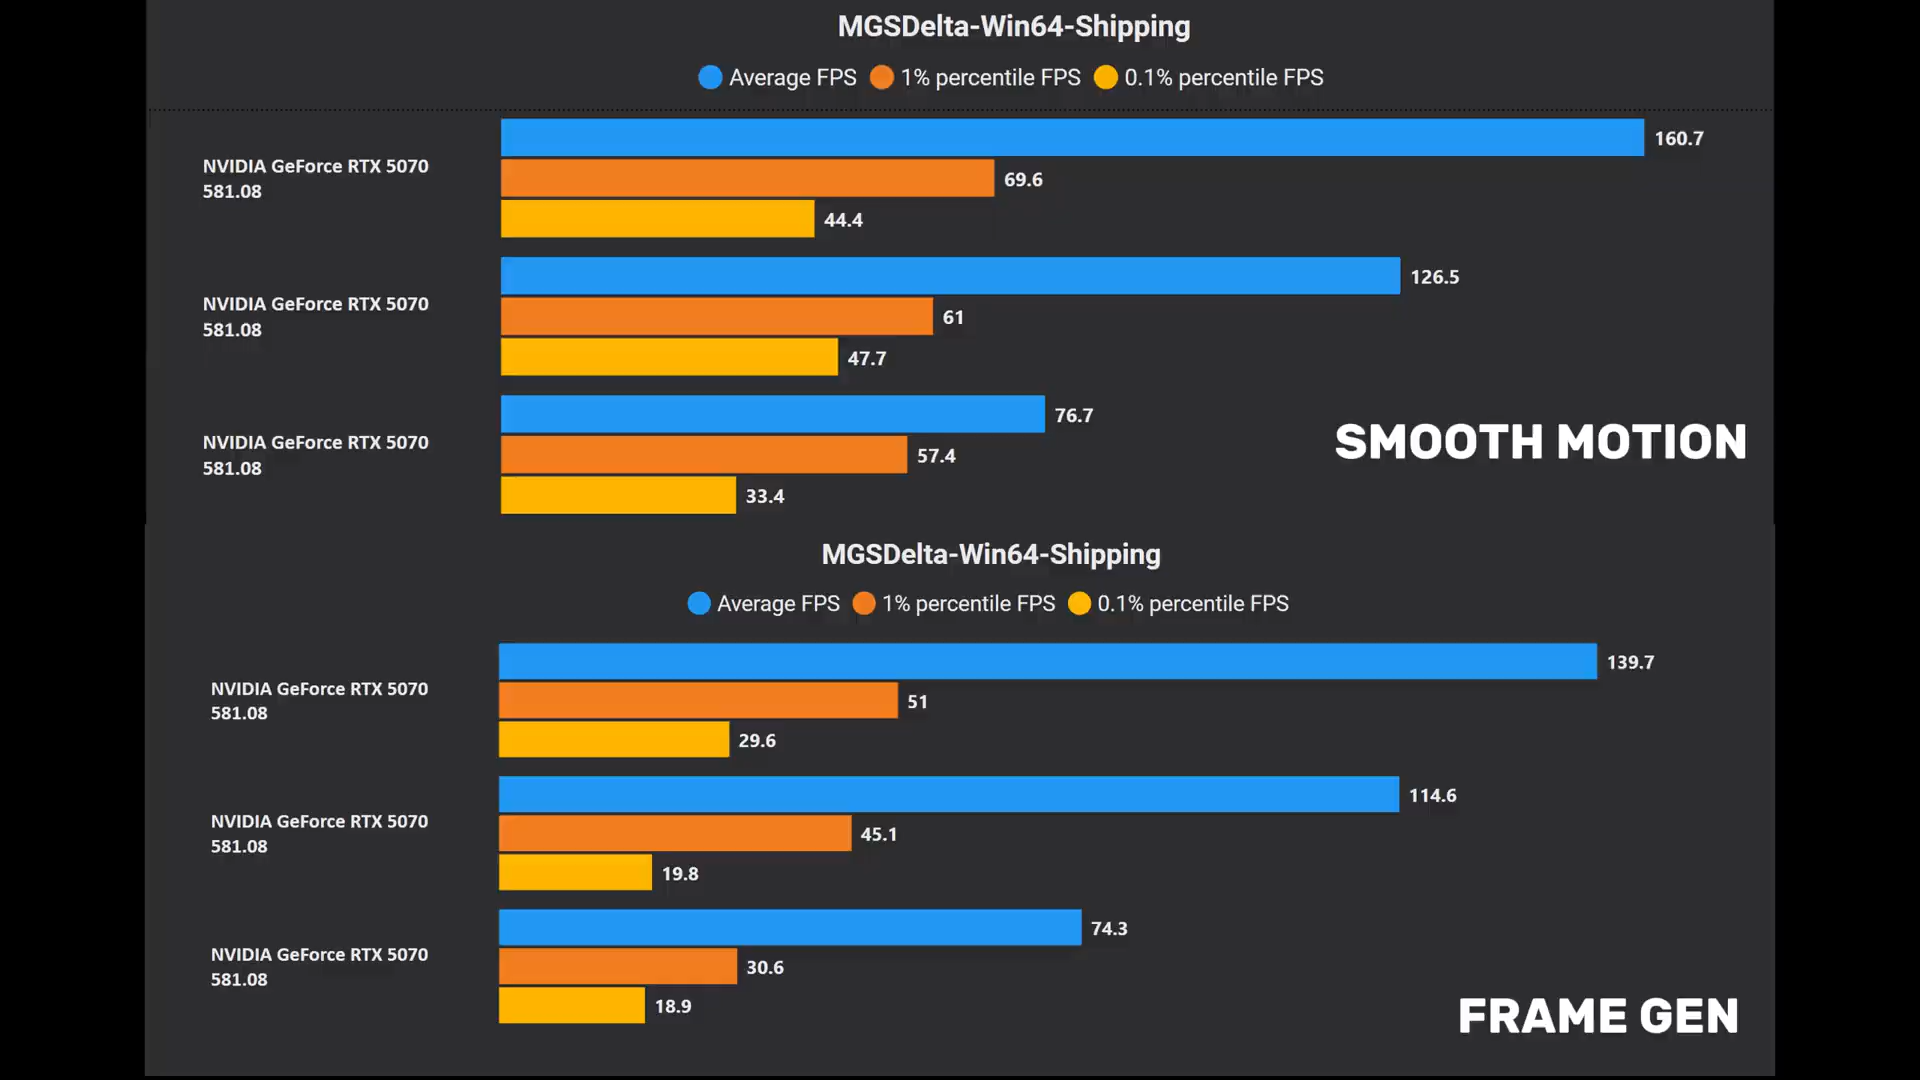 MGSDelta-Win64-Shipping
Average FPS 1% percentile FPS 0.1% percentile FPS
NVIDIA GeForce RTX 5070
581.08
160.7
69.6
44.4
NVIDIA GeForce RTX 5070
581.08
126.5
61
47.7
NVIDIA GeForce RTX 5070
581.08
76.7
57.4
33.4
SMOOTH MOTION
MGSDelta-Win64-Shipping
Average FPS 1% percentile FPS 0.1% percentile FPS
NVIDIA GeForce RTX 5070
581.08
139.7
51
29.6
NVIDIA GeForce RTX 5070
581.08
114.6
45.1
19.8
NVIDIA GeForce RTX 5070
581.08
74.3
30.6
18.9
FRAME GEN